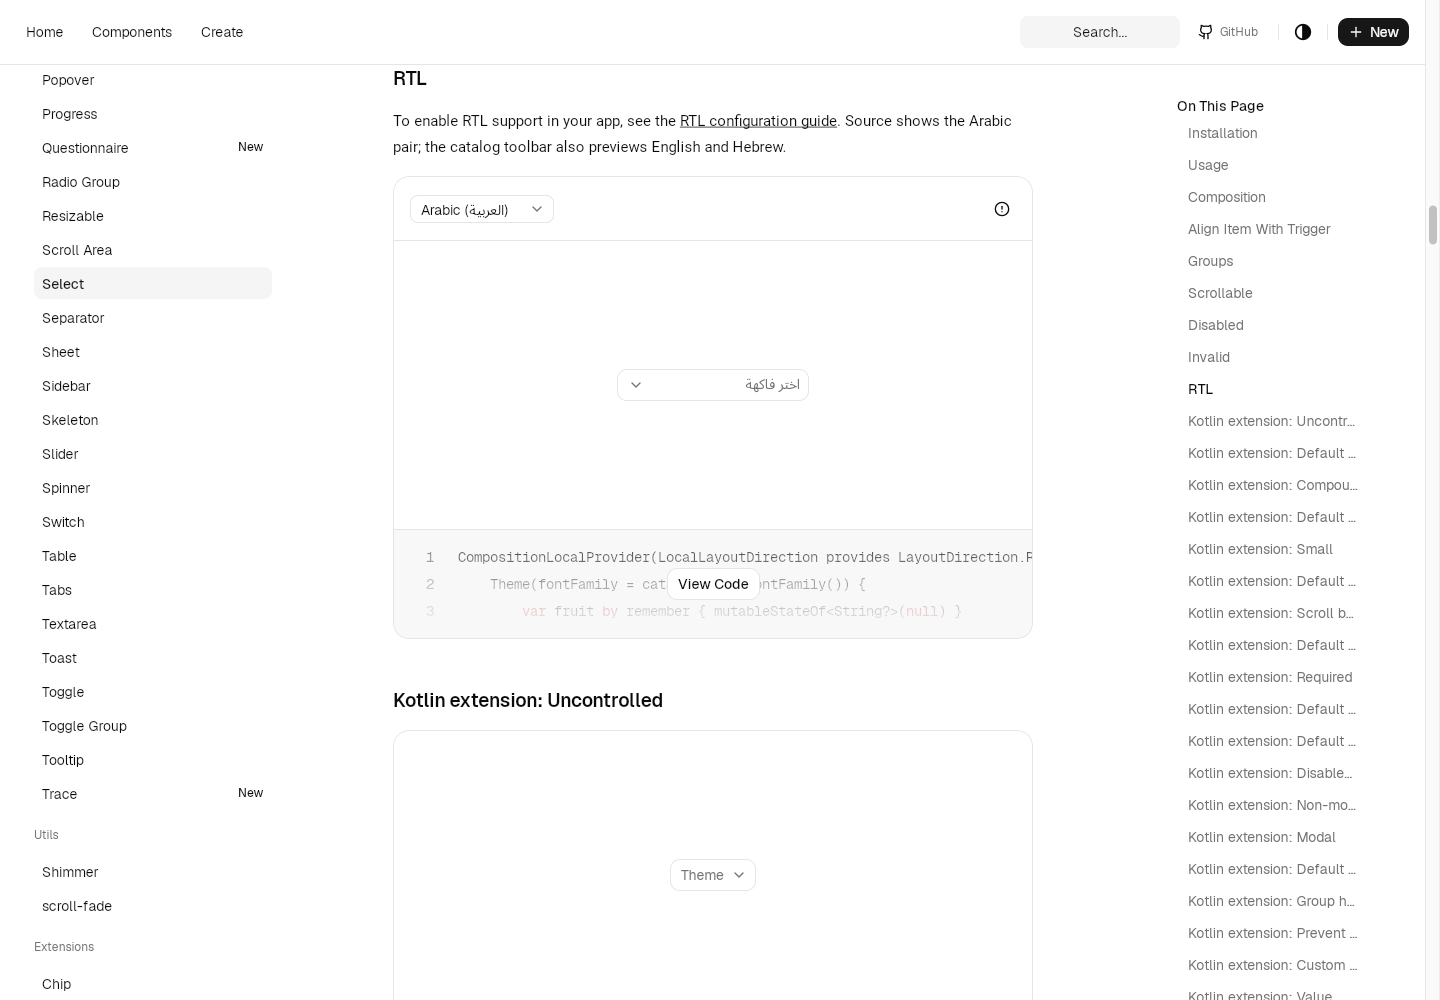 Home
Components
Create
Search...
GitHub
New
Popover
Progress
Questionnaire
New
Radio Group
Resizable
Scroll Area
Select
Separator
Sheet
Sidebar
Skeleton
Slider
Spinner
Switch
Table
Tabs
Textarea
Toast
Toggle
Toggle Group
Tooltip
Trace
New
Utils
Shimmer
scroll-fade
Extensions
Chip
RTL
To enable RTL support in your app, see the RTL configuration guide. Source shows the Arabic
pair; the catalog toolbar also previews English and Hebrew.
Arabic (العربية)
اختر فاكهة
1 CompositionLocalProvider(LocalLayoutDirection provides LayoutDirection.R
2 Theme(fontFamily = cat
ontFamily()) {
View Code
3 var fruit by remember { mutableStateOf<String?>(null) }
Kotlin extension: Uncontrolled
Theme
On This Page
Installation
Usage
Composition
Align Item With Trigger
Groups
Scrollable
Disabled
Invalid
RTL
Kotlin extension: Uncontr...
Kotlin extension: Default ...
Kotlin extension: Compou...
Kotlin extension: Default ...
Kotlin extension: Small
Kotlin extension: Default ...
Kotlin extension: Scroll b...
Kotlin extension: Default ...
Kotlin extension: Required
Kotlin extension: Default ...
Kotlin extension: Default ...
Kotlin extension: Disable...
Kotlin extension: Non-mo...
Kotlin extension: Modal
Kotlin extension: Default ...
Kotlin extension: Group h...
Kotlin extension: Prevent ...
Kotlin extension: Custom ...
Kotlin extension: Value